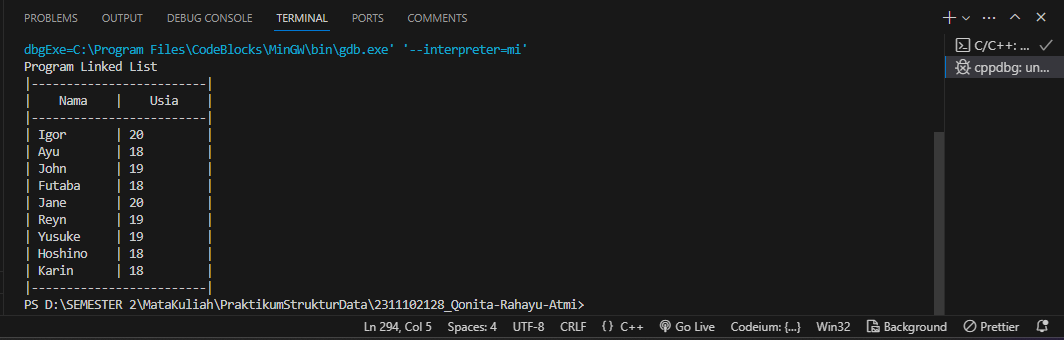 PROBLEMS OUTPUT DEBUG CONSOLE TERMINAL PORTS COMMENTS
dbgExe=C:\Program Files\CodeBlocks\MinGW\bin\gdb.exe' '--interpreter=mi'
C/C++: ...
cppdbg: un...
Program Linked List
|-------------------------|
|    Nama    |    Usia    |
|-------------------------|
| Igor       | 20         |
| Ayu        | 18         |
| John       | 19         |
| Futaba     | 18         |
| Jane       | 20         |
| Reyn       | 19         |
| Yusuke     | 19         |
| Hoshino    | 18         |
| Karin      | 18         |
|-------------------------|
PS D:\SEMESTER 2\MataKuliah\PraktikumStrukturData\2311102128_Qonita-Rahayu-Atmi>
Ln 294, Col 5 Spaces: 4 UTF-8 CRLF {} C++ Go Live Codeium: {...} Win32 Background Prettier